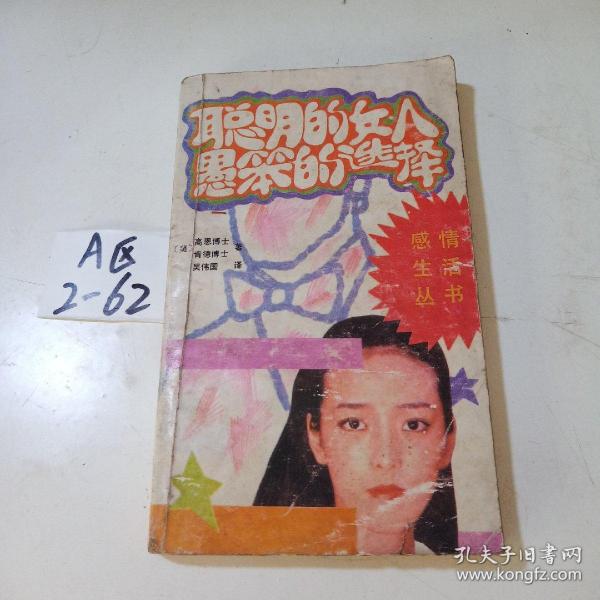 聪明的女人
愚笨的选择
高恩博士
肯德博士 著
吴伟国 译
感情
生活
丛书
A区
2-62
孔夫子旧书网
www.kongfz.com